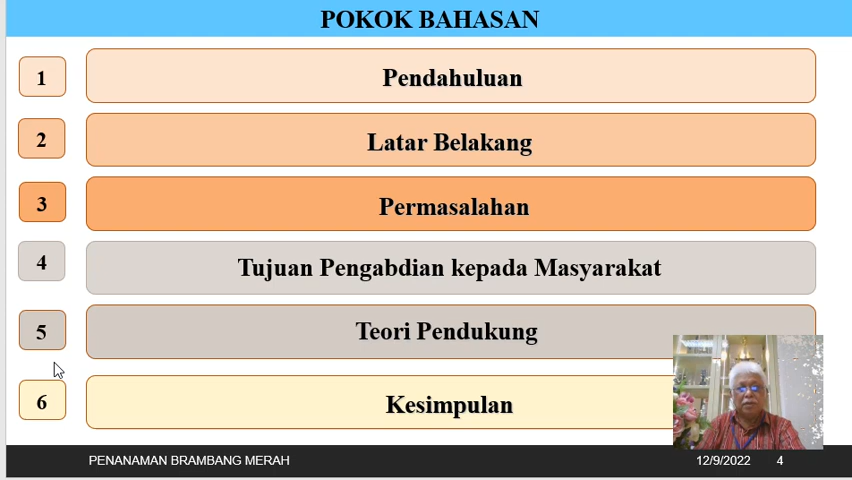 POKOK BAHASAN
1 Pendahuluan
2 Latar Belakang
3 Permasalahan
4 Tujuan Pengabdian kepada Masyarakat
5 Teori Pendukung
6 Kesimpulan
PENANAMAN BRAMBANG MERAH 12/9/2022 4